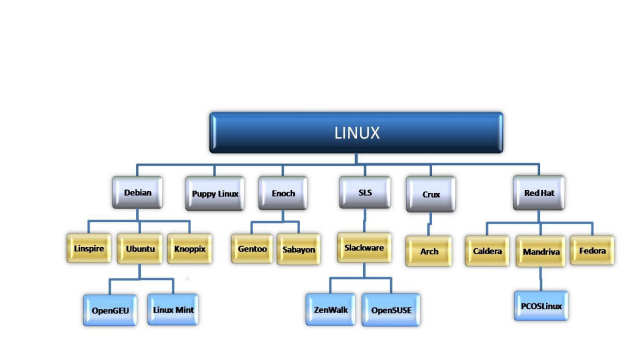 LINUX
Debian
Puppy Linux
Enoch
SLS
Crux
Red Hat
Linspire
Ubuntu
Knoppix
Gentoo
Sabayon
Slackware
Arch
Caldera
Mandriva
Fedora
OpenGEU
Linux Mint
ZenWalk
OpenSUSE
PCOSLinux